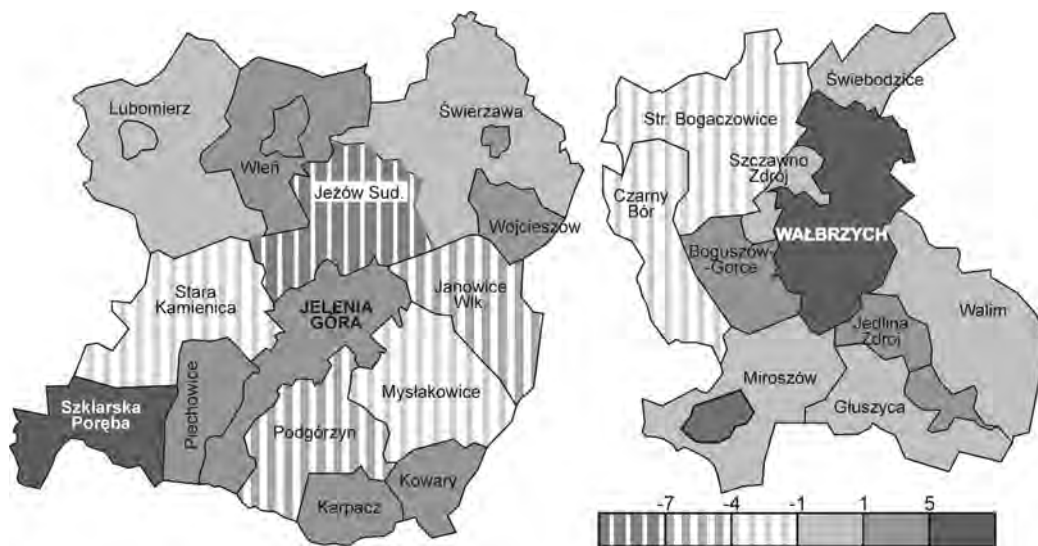 Lubomierz
Wleń
Świerzawa
Jeżów Sud.
Wojcieszów
Stara
Kamienica
JELENIA
GÓRA
Janowice
Wlk.
Szklarska
Poręba
Piechowice
Podgórzyn
Mysłakowice
Karpacz
Kowary
Świebodzice
Str. Bogaczowice
Szczawno
Zdrój
Czarny
Bór
WAŁBRZYCH
Boguszów-
-Gorce
Jedlina
Zdrój
Walim
Miroszów
Głuszyca
-7 -4 -1 1 5